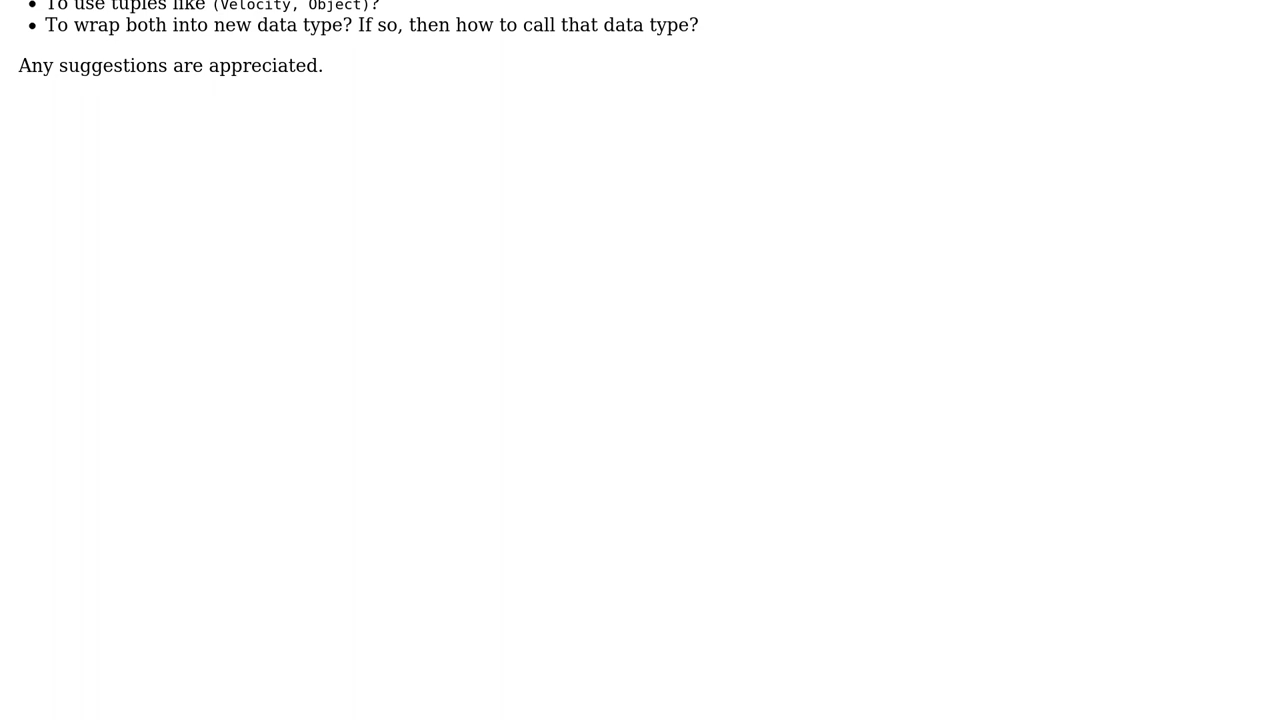 To use tuples like (Velocity, Object)?
To wrap both into new data type? If so, then how to call that data type?
Any suggestions are appreciated.